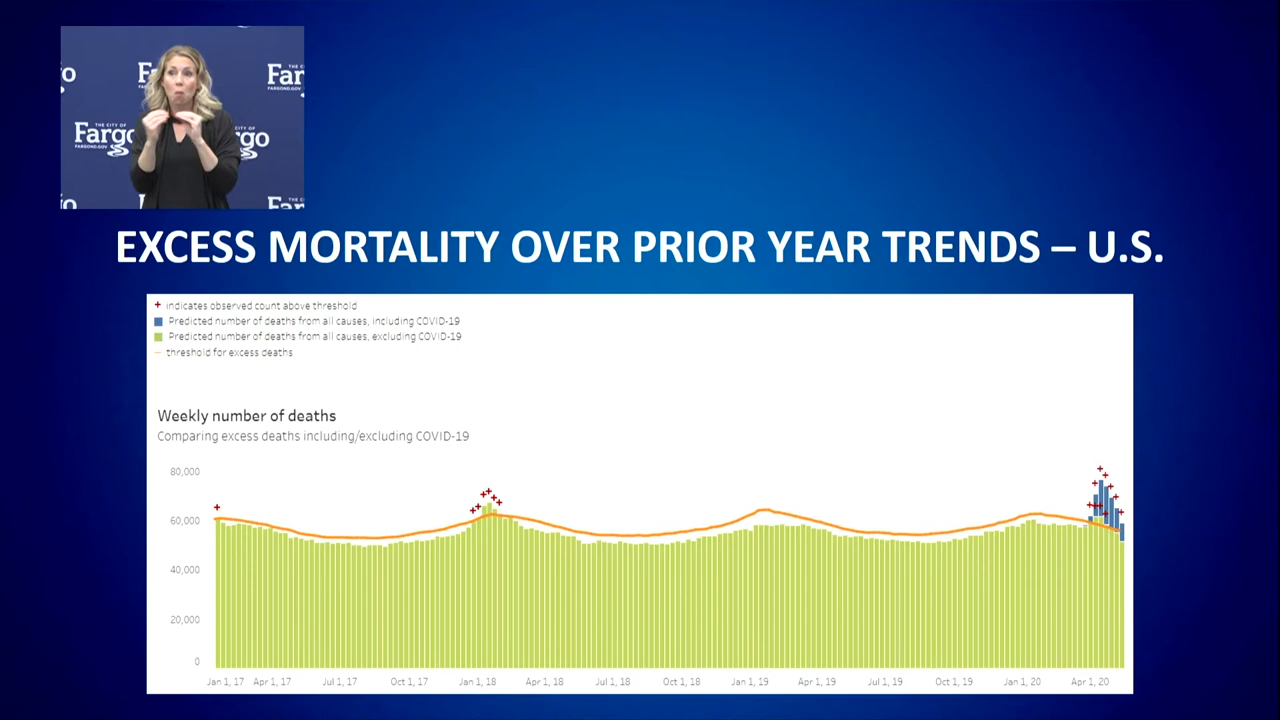 THE CITY OF
Fargo
FARGOND.GOV
EXCESS MORTALITY OVER PRIOR YEAR TRENDS – U.S.
indicates observed count above threshold
Predicted number of deaths from all causes, including COVID-19
Predicted number of deaths from all causes, excluding COVID-19
threshold for excess deaths
Weekly number of deaths
Comparing excess deaths including/excluding COVID-19
80,000
60,000
40,000
20,000
0
Jan 1, 17 Apr 1, 17 Jul 1, 17 Oct 1, 17 Jan 1, 18 Apr 1, 18 Jul 1, 18 Oct 1, 18 Jan 1, 19 Apr 1, 19 Jul 1, 19 Oct 1, 19 Jan 1, 20 Apr 1, 20